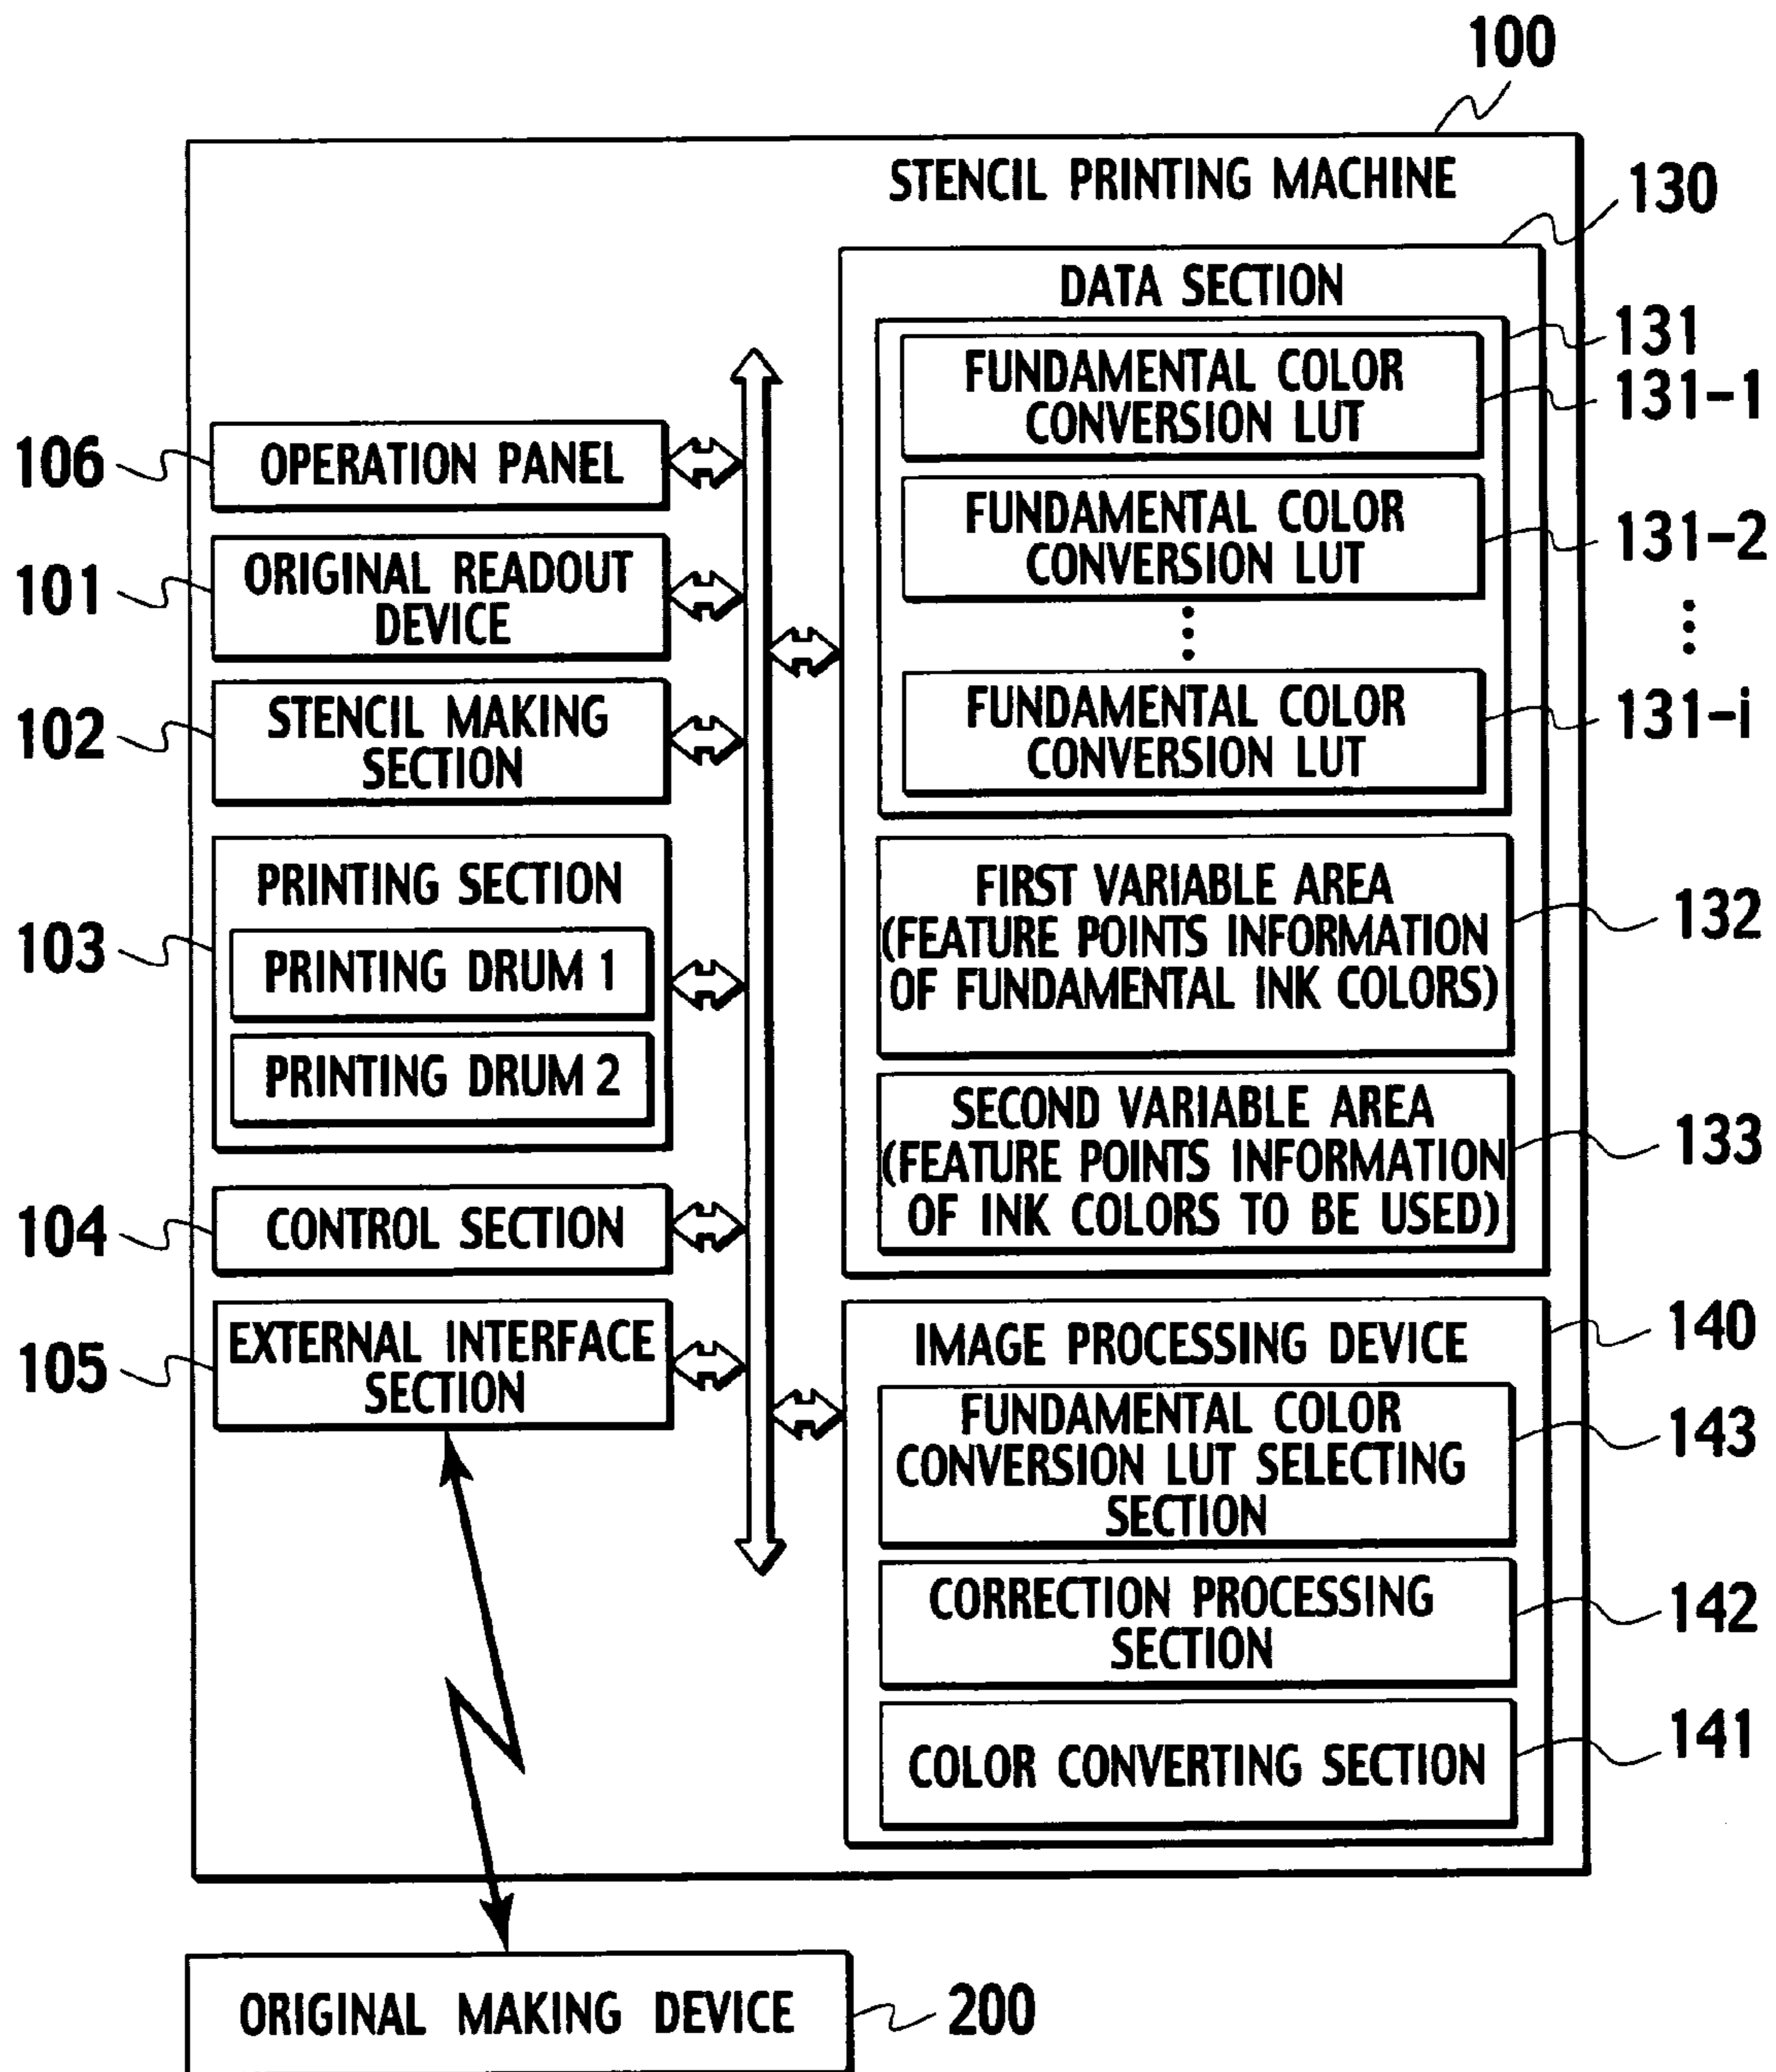 100
STENCIL PRINTING MACHINE
130
DATA SECTION
131
FUNDAMENTAL COLOR
CONVERSION LUT
131-1
FUNDAMENTAL COLOR
CONVERSION LUT
131-2
FUNDAMENTAL COLOR
CONVERSION LUT
131-i
FIRST VARIABLE AREA
(FEATURE POINTS INFORMATION
OF FUNDAMENTAL INK COLORS)
132
SECOND VARIABLE AREA
(FEATURE POINTS INFORMATION
OF INK COLORS TO BE USED)
133
106
OPERATION PANEL
101
ORIGINAL READOUT
DEVICE
102
STENCIL MAKING
SECTION
103
PRINTING SECTION
PRINTING DRUM 1
PRINTING DRUM 2
104
CONTROL SECTION
105
EXTERNAL INTERFACE
SECTION
140
IMAGE PROCESSING DEVICE
FUNDAMENTAL COLOR
CONVERSION LUT SELECTING
SECTION
143
CORRECTION PROCESSING
SECTION
142
COLOR CONVERTING SECTION
141
ORIGINAL MAKING DEVICE
200